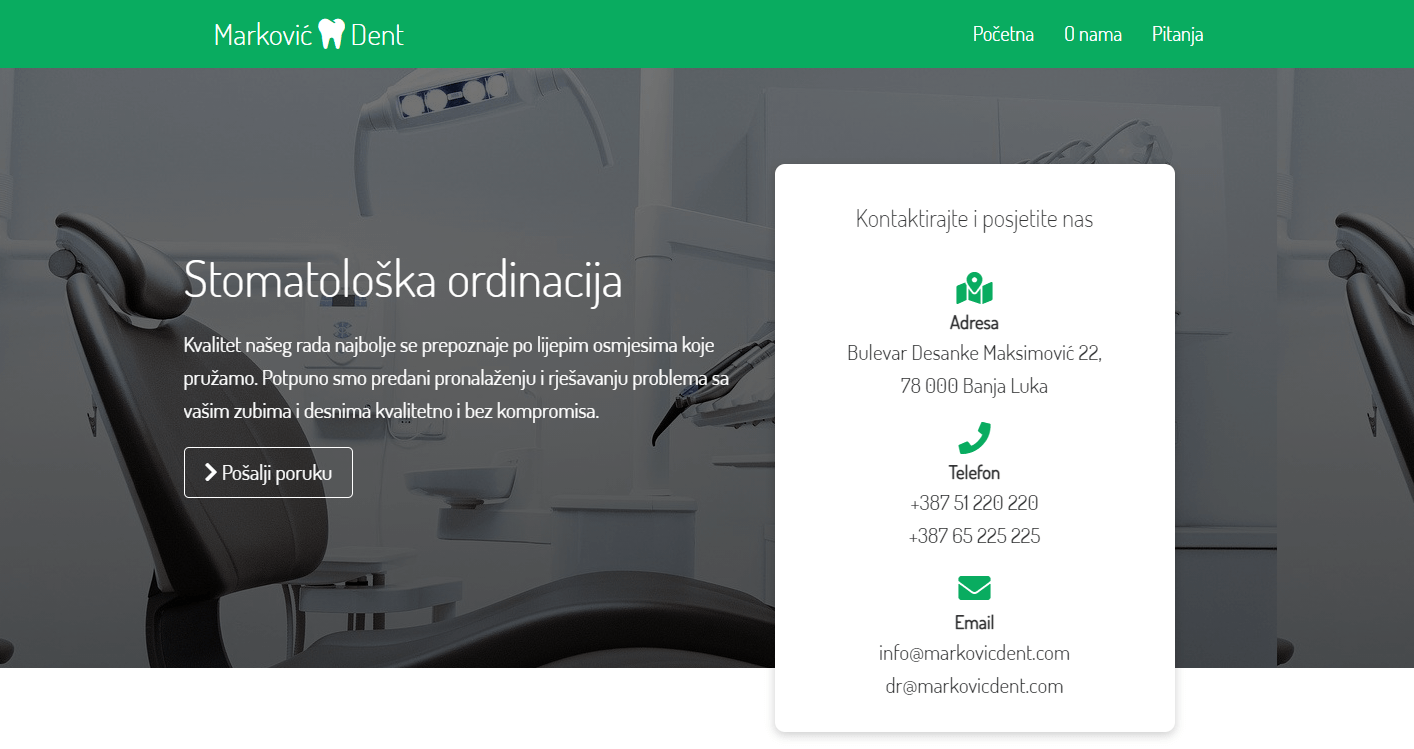 Marković Dent
Početna
O nama
Pitanja
Stomatološka ordinacija
Kvalitet našeg rada najbolje se prepoznaje po lijepim osmjesima koje
pružamo. Potpuno smo predani pronalaženju i rješavanju problema sa
vašim zubima i desnima kvalitetno i bez kompromisa.
Pošalji poruku
Kontaktirajte i posjetite nas
Adresa
Bulevar Desanke Maksimović 22,
78 000 Banja Luka
Telefon
+387 51 220 220
+387 65 225 225
Email
info@markovicdent.com
dr@markovicdent.com